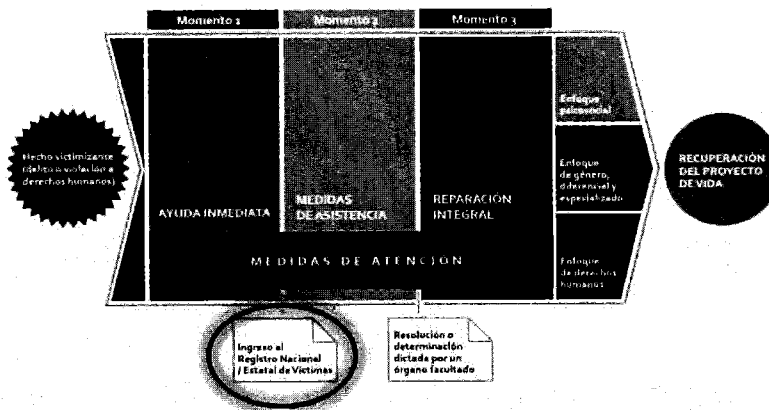 Momento 1
Momento 2
Momento 3
Hecho victimizante
(delito o violación a
derechos humanos)
AYUDA INMEDIATA
MEDIDAS
DE ASISTENCIA
REPARACIÓN
INTEGRAL
Enfoque
psicosocial
Enfoque
de género,
diferencial y
especializado
Enfoque
de derechos
humanos
RECUPERACIÓN
DEL PROYECTO
DE VIDA
MEDIDAS DE ATENCIÓN
Ingreso al
Registro Nacional
/ Estatal de Víctimas
Resolución o
determinación
dictada por un
órgano facultado